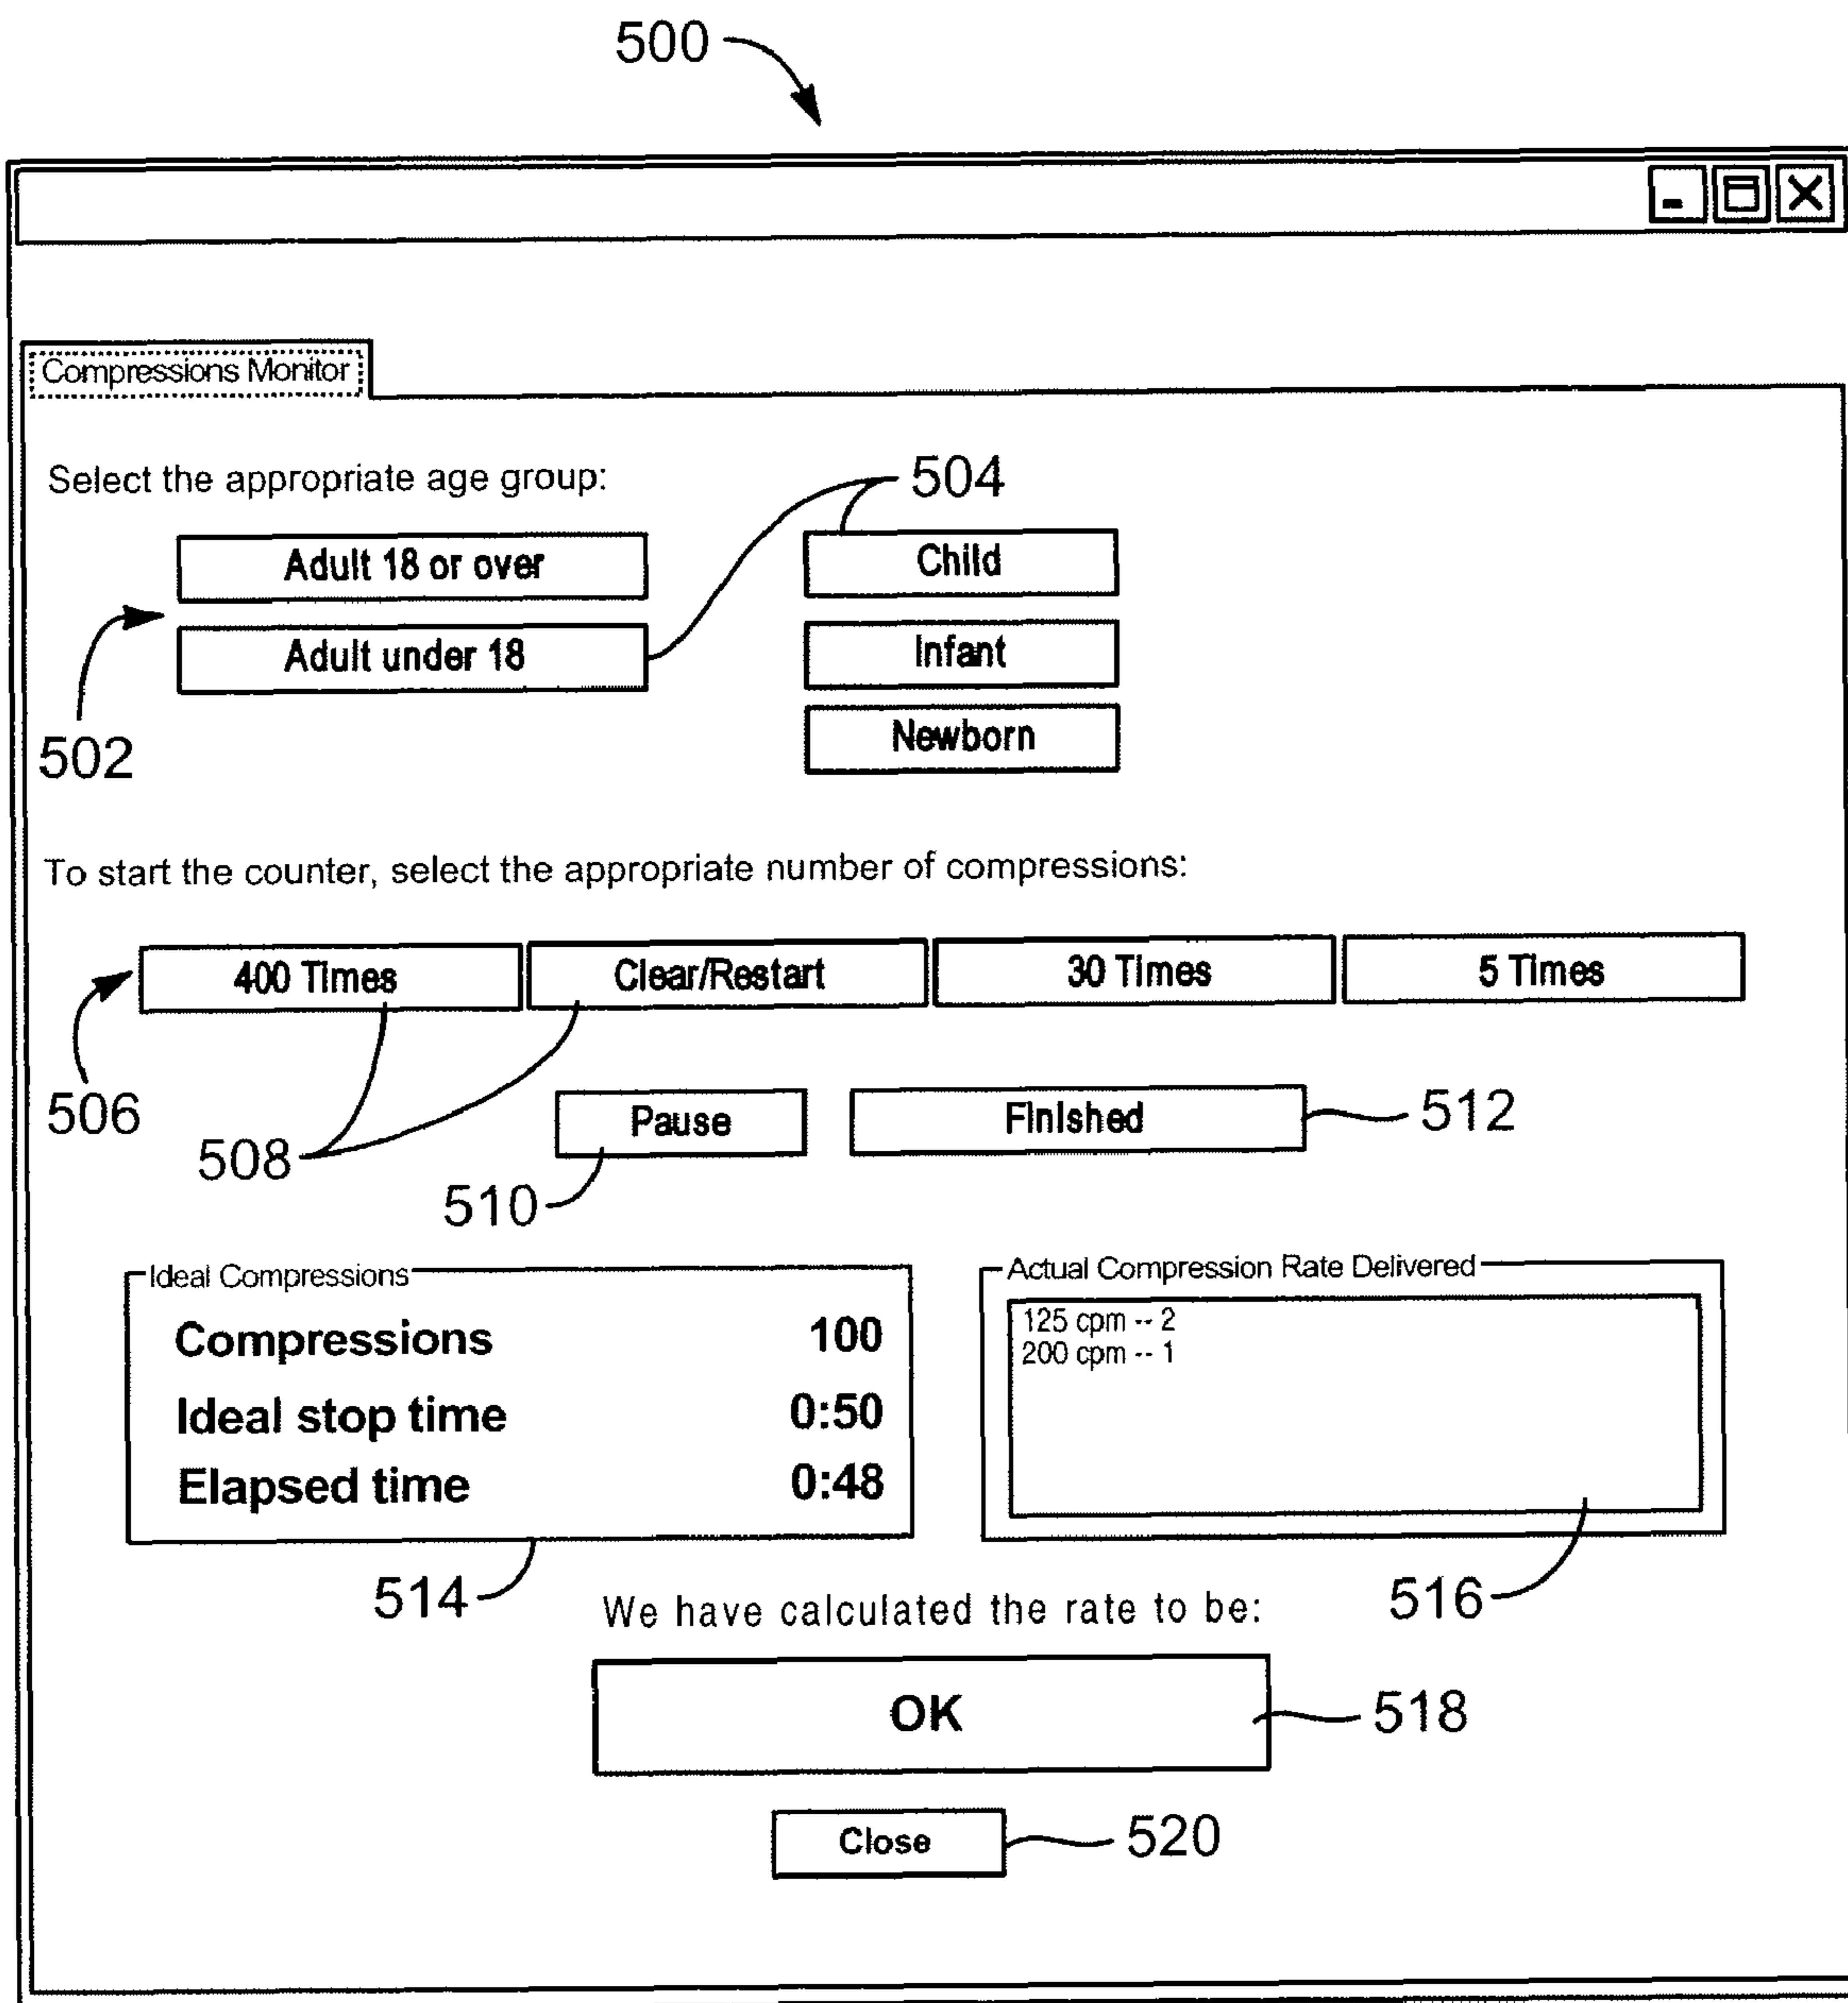 500
Compressions Monitor
Select the appropriate age group:
504
Adult 18 or over
Child
Adult under 18
Infant
502
Newborn
To start the counter, select the appropriate number of compressions:
400 Times
Clear/Restart
30 Times
5 Times
506
508
Pause
Finished
512
510
Ideal Compressions
Compressions 100
Ideal stop time 0:50
Elapsed time 0:48
Actual Compression Rate Delivered
125 cpm -- 2
200 cpm -- 1
514
516
We have calculated the rate to be:
OK
518
Close
520